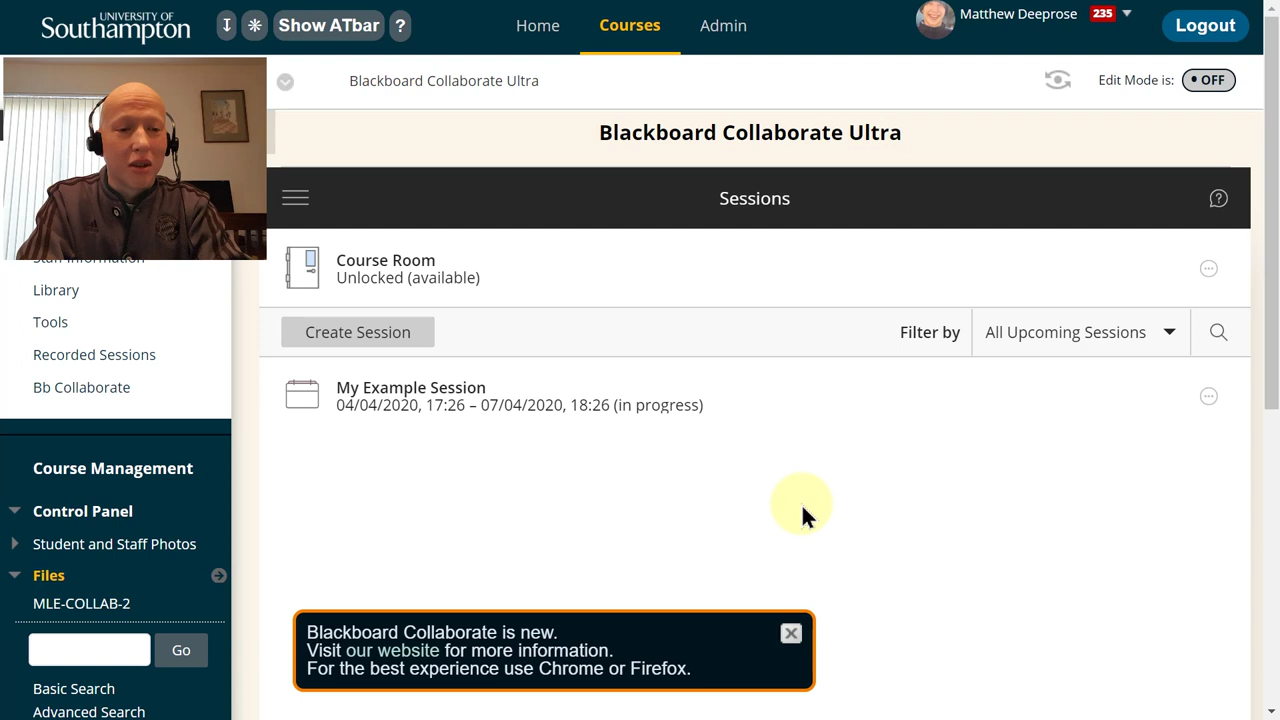 UNIVERSITY OF
Southampton
Show ATbar
?
Home
Courses
Admin
Matthew Deeprose
235
Logout
Blackboard Collaborate Ultra
Edit Mode is:
• OFF
Blackboard Collaborate Ultra
Sessions
Course Room
Unlocked (available)
Create Session
Filter by
All Upcoming Sessions
My Example Session
04/04/2020, 17:26 – 07/04/2020, 18:26 (in progress)
Staff Information
Library
Tools
Recorded Sessions
Bb Collaborate
Course Management
Control Panel
Student and Staff Photos
Files
MLE-COLLAB-2
Go
Basic Search
Advanced Search
Blackboard Collaborate is new.
Visit our website for more information.
For the best experience use Chrome or Firefox.